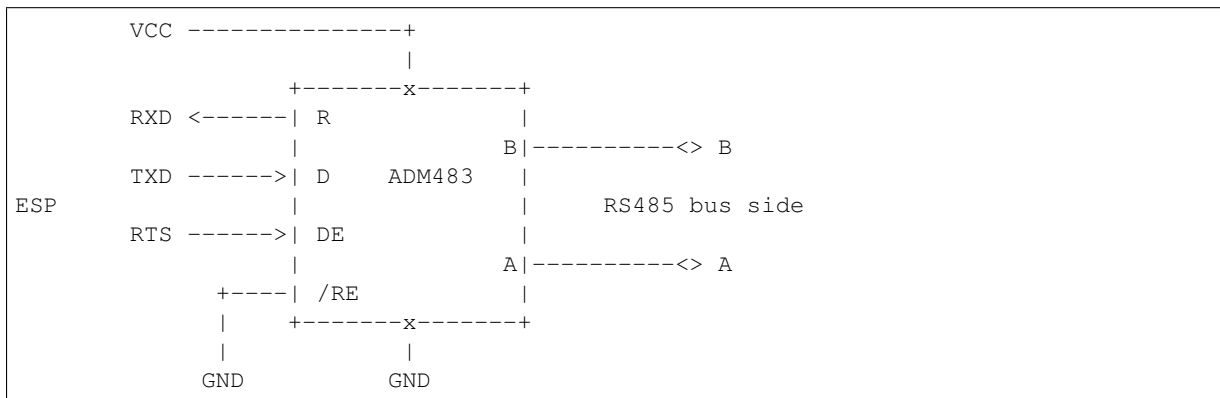 VCC ---------------+
|
+-------x-------+
RXD <------| R |
| B|----------<> B
TXD ------>| D ADM483 |
ESP | | RS485 bus side
RTS ------>| DE |
| A|----------<> A
+----| /RE |
| +-------x-------+
| |
GND GND